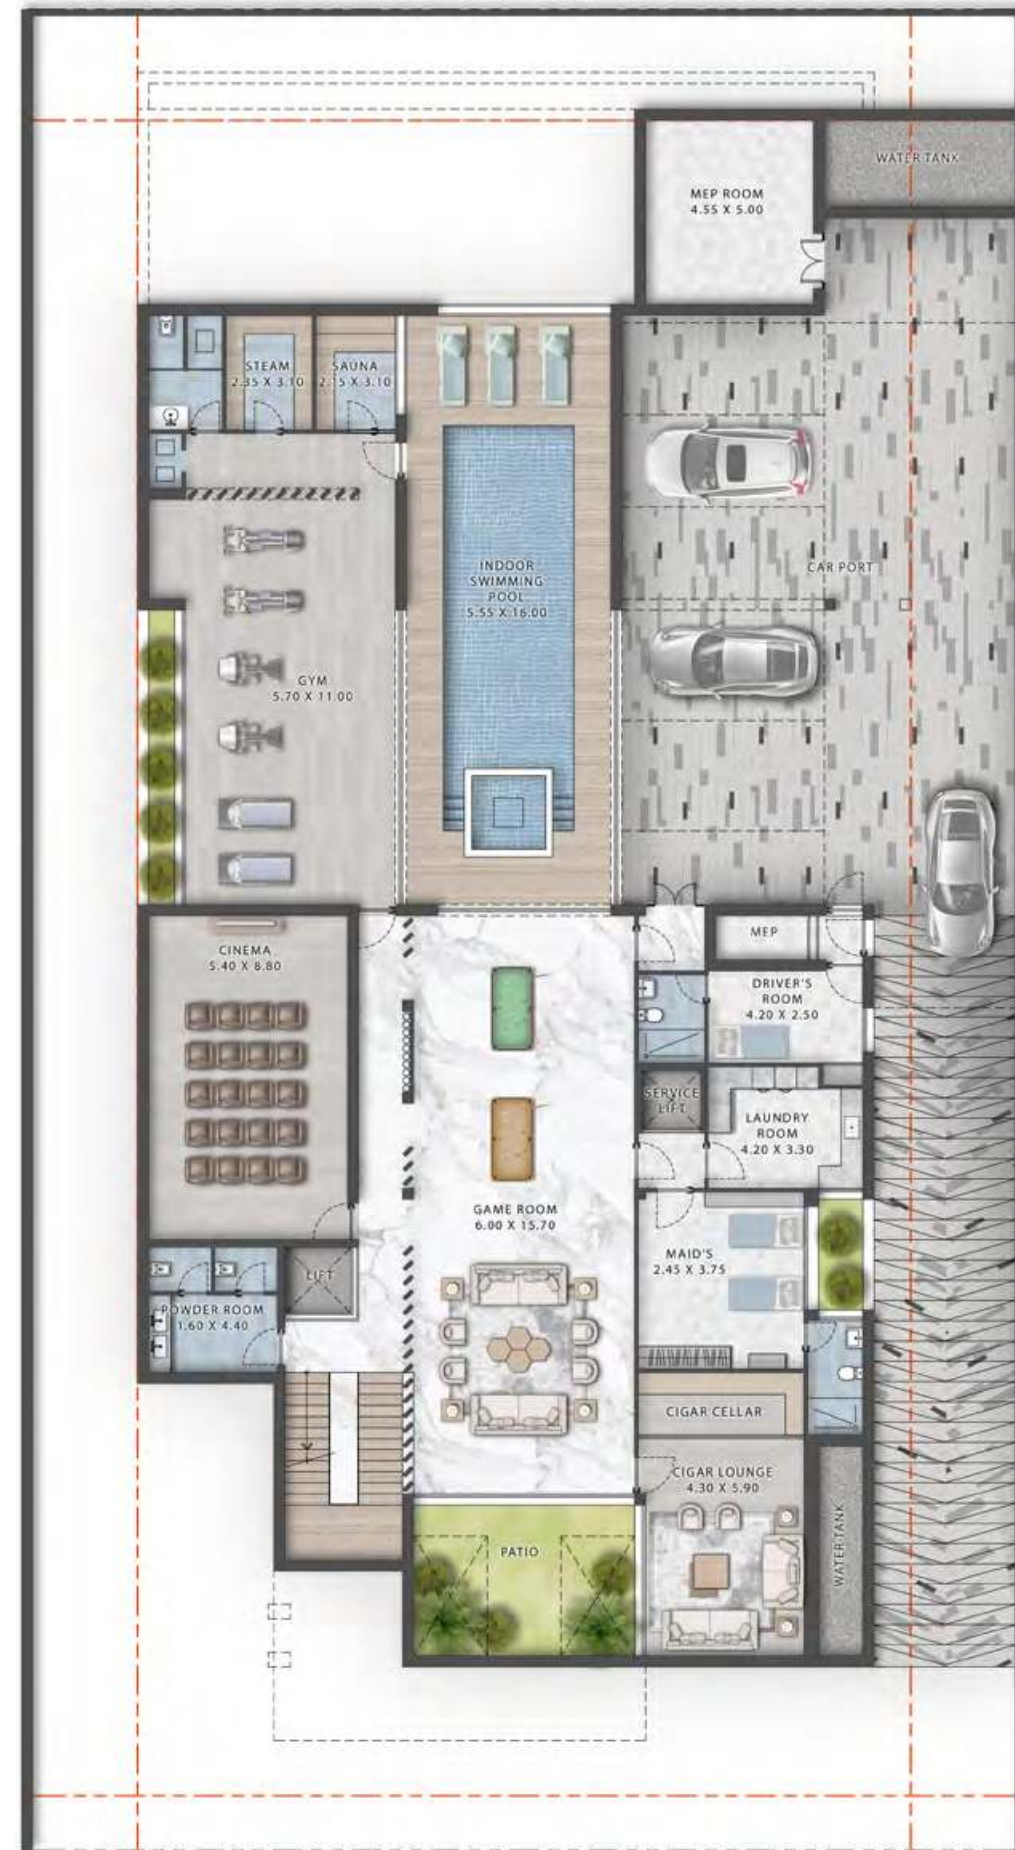 WATER TANK
MEP ROOM
4.55 X 5.00
STEAM
2.35 X 3.10
SAUNA
2.15 X 3.10
INDOOR
SWIMMING
POOL
5.55 X 16.00
CAR PORT
GYM
5.70 X 11.00
CINEMA
5.40 X 8.80
MEP
DRIVER'S
ROOM
4.20 X 2.50
SERVICE
LIFT
LAUNDRY
ROOM
4.20 X 3.30
GAME ROOM
6.00 X 15.70
MAID'S
2.45 X 3.75
LIFT
POWDER ROOM
1.60 X 4.40
CIGAR CELLAR
CIGAR LOUNGE
4.30 X 5.90
PATIO
WATER TANK